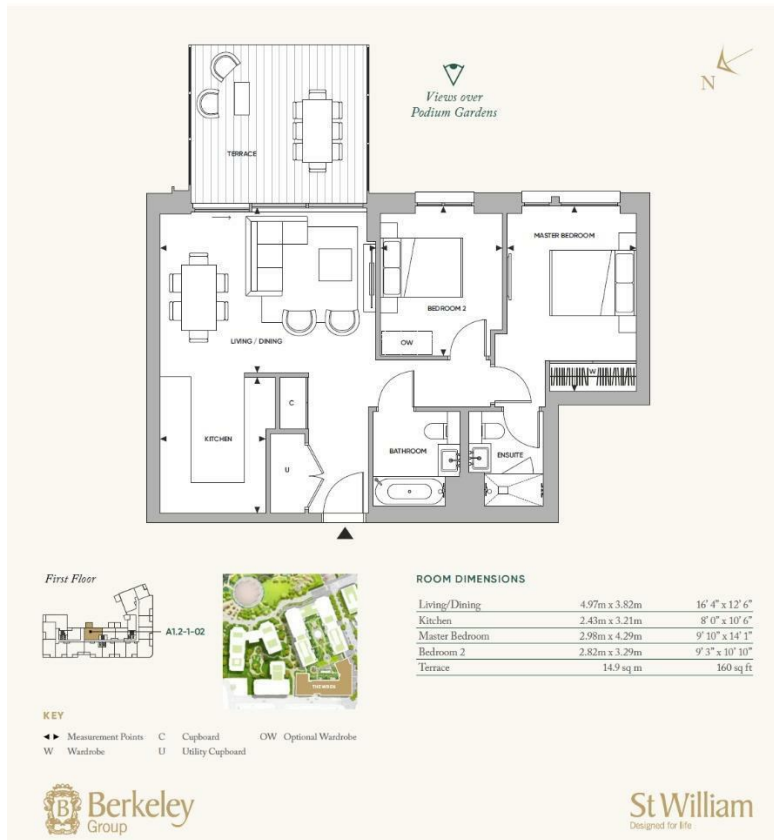 Views over
Podium Gardens
N
TERRACE
MASTER BEDROOM
BEDROOM 2
OW
LIVING / DINING
W
C
KITCHEN
BATHROOM
ENSUITE
U
First Floor
A1.2-1-02
ROOM DIMENSIONS
Living/Dining 4.97m x 3.82m 16' 4" x 12' 6"
Kitchen 2.43m x 3.21m 8' 0" x 10' 6"
Master Bedroom 2.98m x 4.29m 9' 10" x 14' 1"
Bedroom 2 2.82m x 3.29m 9' 3" x 10' 10"
Terrace 14.9 sq m 160 sq ft
KEY
Measurement Points C Cupboard OW Optional Wardrobe
W Wardrobe U Utility Cupboard
B Berkeley
Group
St William
Designed for life